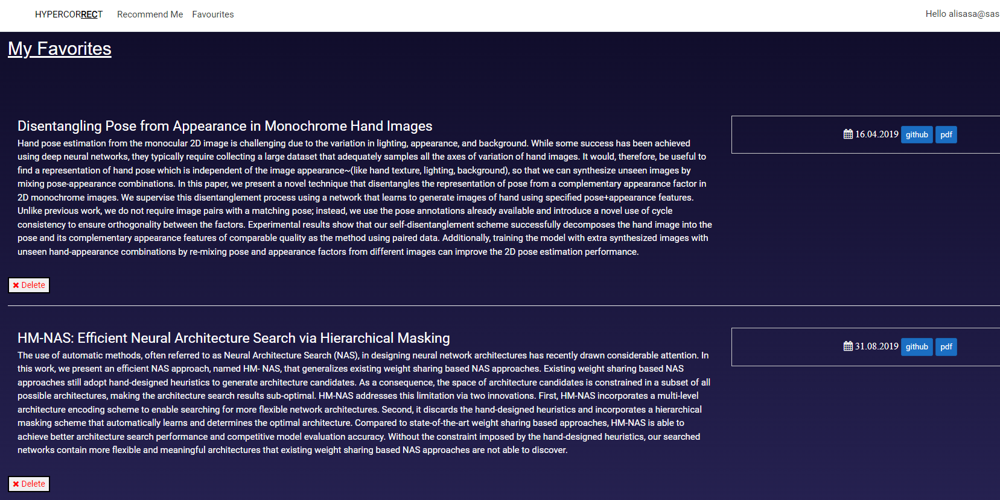 HYPERCORRECT Recommend Me Favourites Hello alisasa@sas
My Favorites
Disentangling Pose from Appearance in Monochrome Hand Images
16.04.2019 github pdf
Hand pose estimation from the monocular 2D image is challenging due to the variation in lighting, appearance, and background. While some success has been achieved
using deep neural networks, they typically require collecting a large dataset that adequately samples all the axes of variation of hand images. It would, therefore, be useful to
find a representation of hand pose which is independent of the image appearance~(like hand texture, lighting, background), so that we can synthesize unseen images by
mixing pose-appearance combinations. In this paper, we present a novel technique that disentangles the representation of pose from a complementary appearance factor in
2D monochrome images. We supervise this disentanglement process using a network that learns to generate images of hand using specified pose+appearance features.
Unlike previous work, we do not require image pairs with a matching pose; instead, we use the pose annotations already available and introduce a novel use of cycle
consistency to ensure orthogonality between the factors. Experimental results show that our self-disentanglement scheme successfully decomposes the hand image into the
pose and its complementary appearance features of comparable quality as the method using paired data. Additionally, training the model with extra synthesized images with
unseen hand-appearance combinations by re-mixing pose and appearance factors from different images can improve the 2D pose estimation performance.
Delete
HM-NAS: Efficient Neural Architecture Search via Hierarchical Masking
31.08.2019 github pdf
The use of automatic methods, often referred to as Neural Architecture Search (NAS), in designing neural network architectures has recently drawn considerable attention. In
this work, we present an efficient NAS approach, named HM- NAS, that generalizes existing weight sharing based NAS approaches. Existing weight sharing based NAS
approaches still adopt hand-designed heuristics to generate architecture candidates. As a consequence, the space of architecture candidates is constrained in a subset of all
possible architectures, making the architecture search results sub-optimal. HM-NAS addresses this limitation via two innovations. First, HM-NAS incorporates a multi-level
architecture encoding scheme to enable searching for more flexible network architectures. Second, it discards the hand-designed heuristics and incorporates a hierarchical
masking scheme that automatically learns and determines the optimal architecture. Compared to state-of-the-art weight sharing based approaches, HM-NAS is able to
achieve better architecture search performance and competitive model evaluation accuracy. Without the constraint imposed by the hand-designed heuristics, our searched
networks contain more flexible and meaningful architectures that existing weight sharing based NAS approaches are not able to discover.
Delete